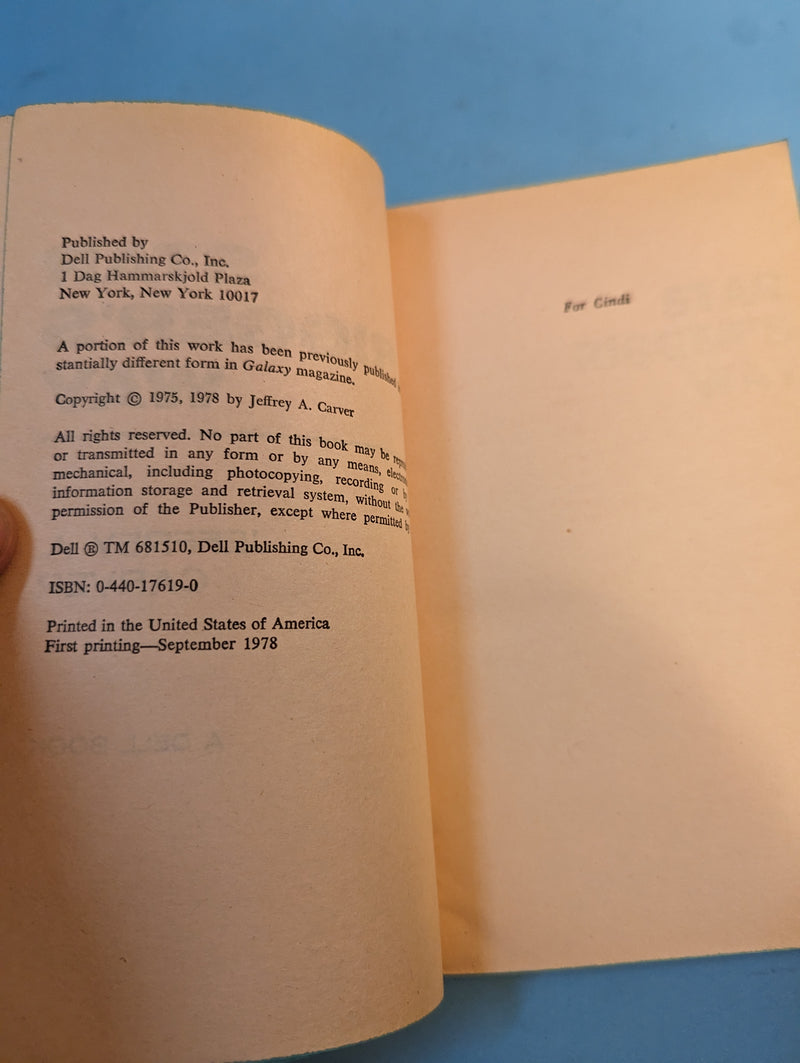 Published by
Dell Publishing Co., Inc.
1 Dag Hammarskjold Plaza
New York, New York 10017
A portion of this work has been previously published
stantially different form in Galaxy magazine.
Copyright © 1975, 1978 by Jeffrey A. Carver
All rights reserved. No part of this book may be
or transmitted in any form or by any means,
mechanical, including photocopying, recording or
information storage and retrieval system, without the
permission of the Publisher, except where permitted
Dell ® TM 681510, Dell Publishing Co., Inc.
ISBN: 0-440-17619-0
Printed in the United States of America
First printing—September 1978
For Cindi